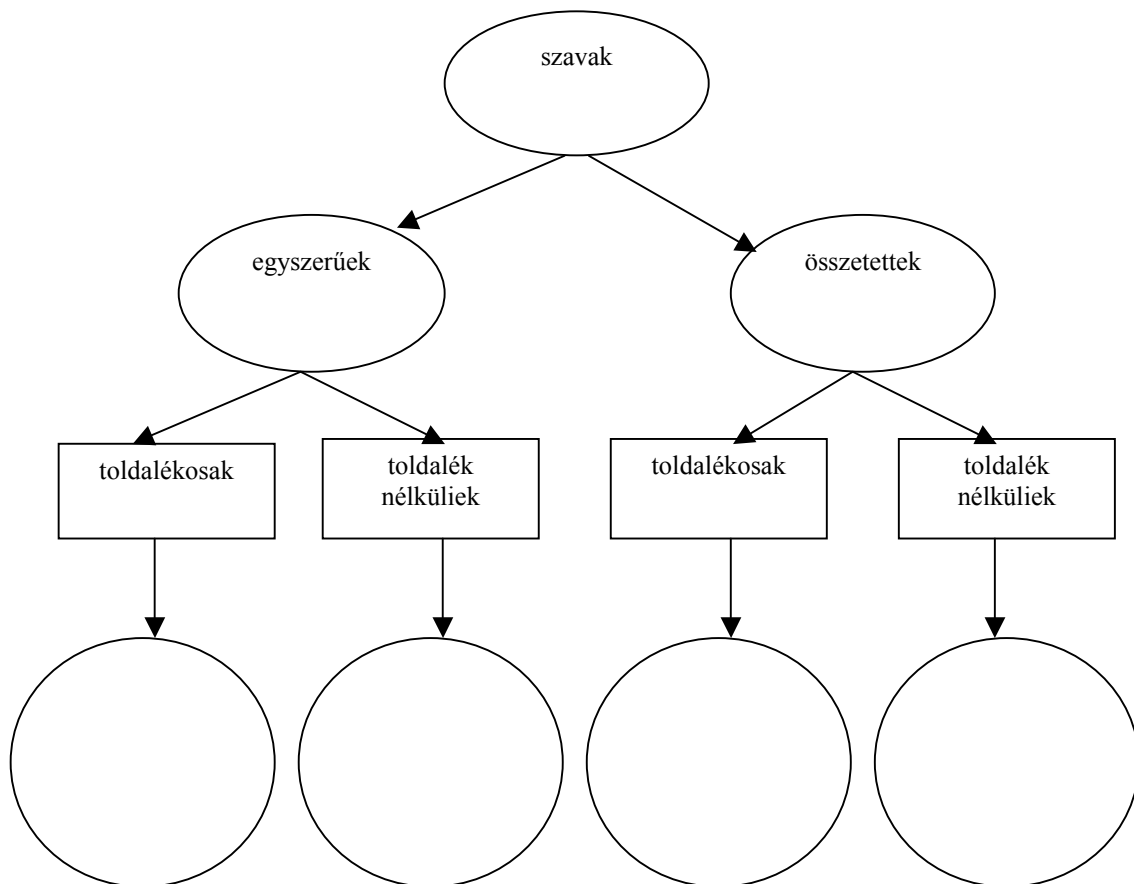 szavak
egyszerűek
összetettek
toldalékosak
toldalék
nélküliek
toldalékosak
toldalék
nélküliek